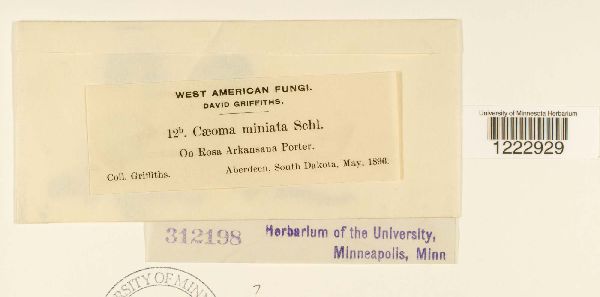 WEST AMERICAN FUNGI.
DAVID GRIFFITHS.
12b. Cæoma miniata Schl.
On Rosa Arkansana Porter.
Coll. Griffiths. Aberdeen, South Dakota, May, 1896.
University of Minnesota Herbarium
1222929
312198 Herbarium of the University,
Minneapolis, Minn